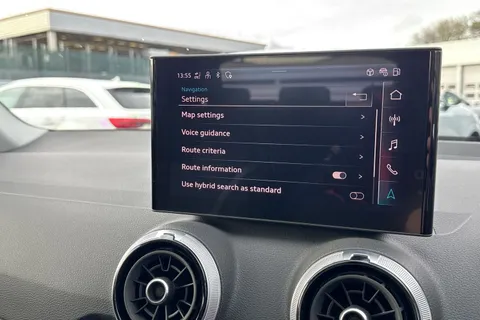 13:55
Navigation
Settings
Map settings
Voice guidance
Route criteria
Route information
Use hybrid search as standard